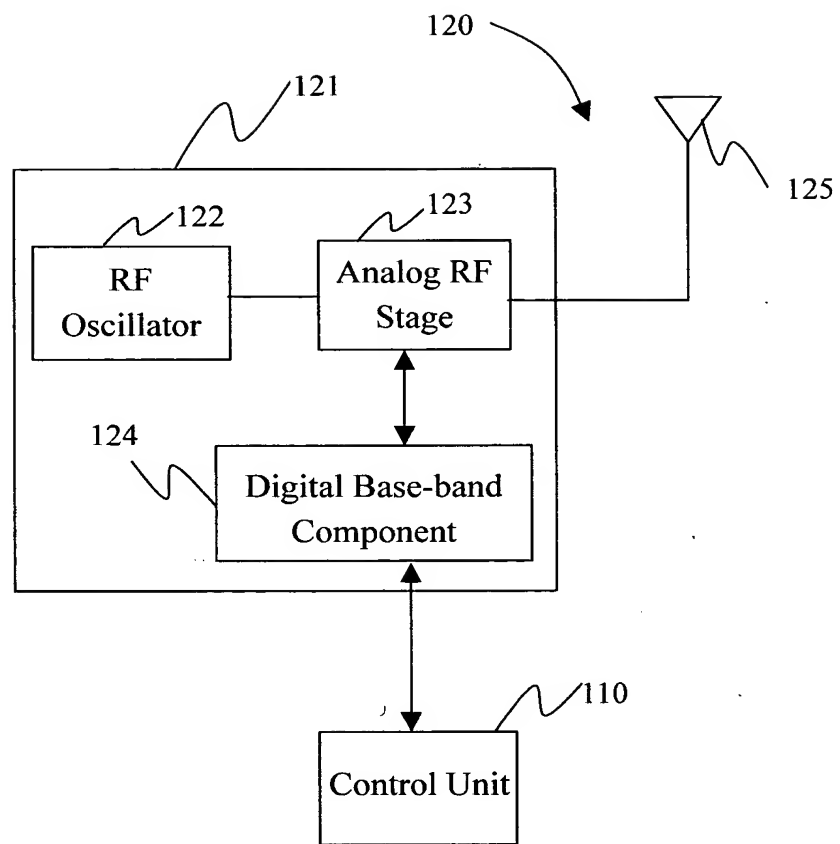 120
121
125
122
123
RF
Oscillator
Analog RF
Stage
124
Digital Base-band
Component
110
Control Unit